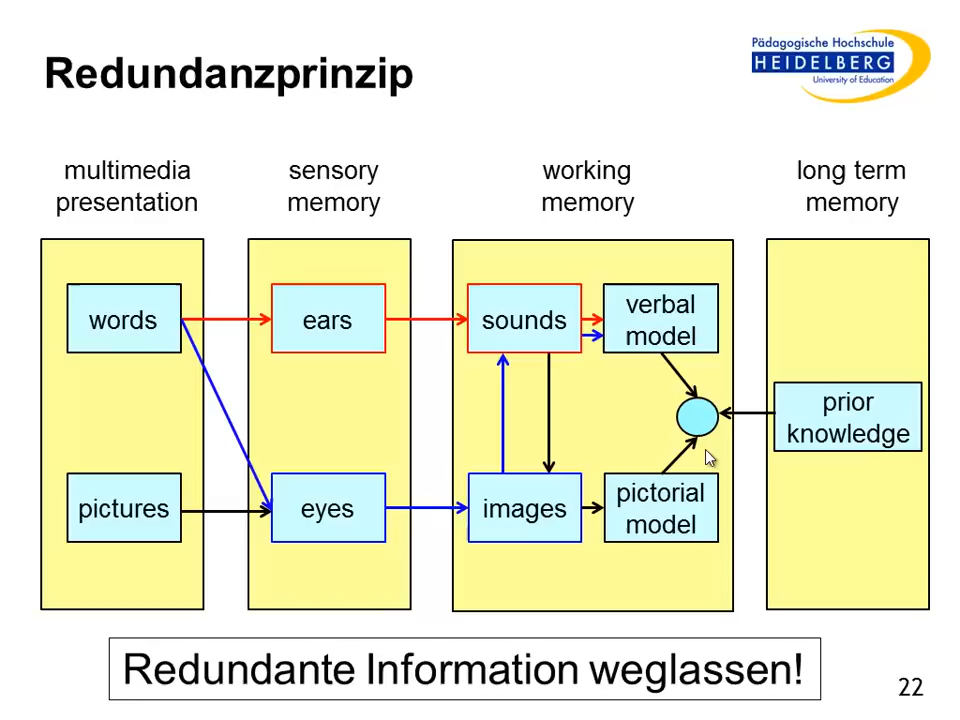 Redundanzprinzip
Pädagogische Hochschule
HEIDELBERG
University of Education
multimedia
presentation
sensory
memory
working
memory
long term
memory
words
ears
sounds
verbal
model
prior
knowledge
pictures
eyes
images
pictorial
model
Redundante Information weglassen!
22